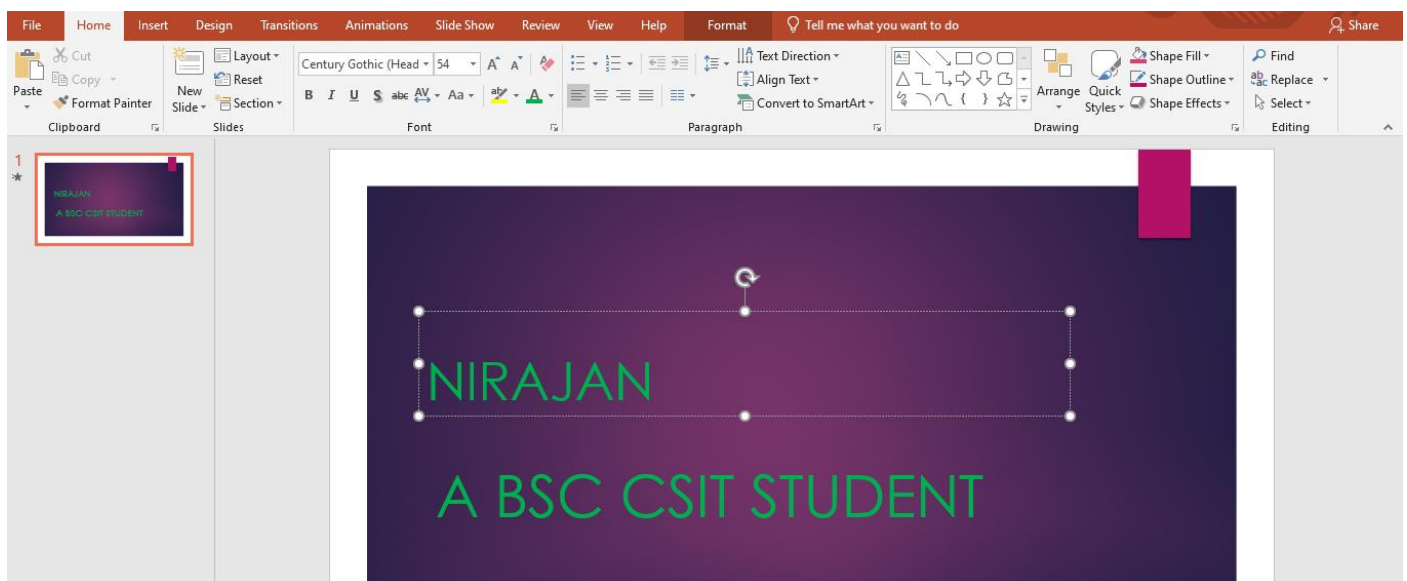 File Home Insert Design Transitions Animations Slide Show Review View Help Format Tell me what you want to do Share
Cut
Copy
Format Painter
Paste
Clipboard
New
Slide
Layout
Reset
Section
Slides
Century Gothic (Head 54 A A
B I U S abc AV Aa aby A
Font
Text Direction
Align Text
Convert to SmartArt
Paragraph
Arrange
Quick
Styles
Shape Fill
Shape Outline
Shape Effects
Drawing
Find
Replace
Select
Editing
1
NIRAJAN
A BSC CSIT STUDENT
NIRAJAN
A BSC CSIT STUDENT